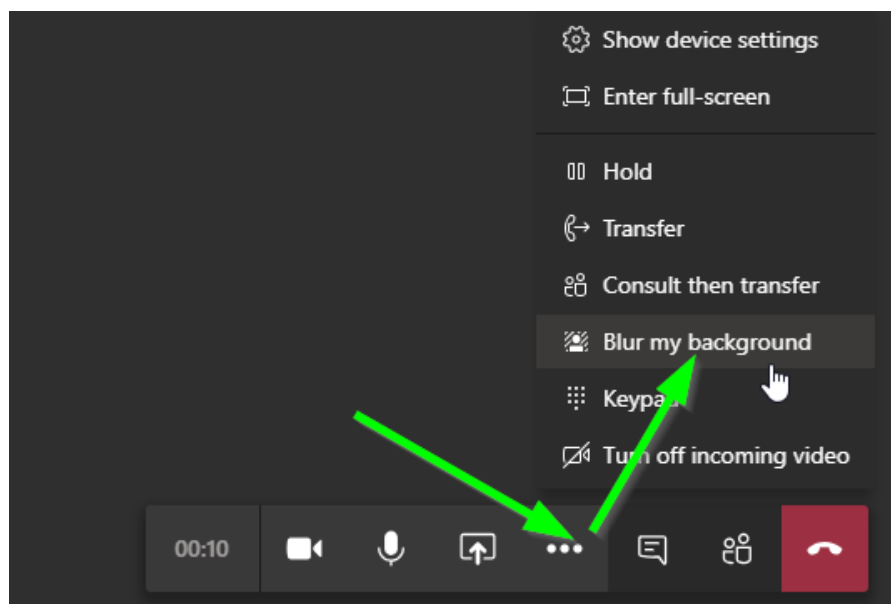 Show device settings
Enter full-screen
Hold
Transfer
Consult then transfer
Blur my background
Keypad
Turn off incoming video
00:10